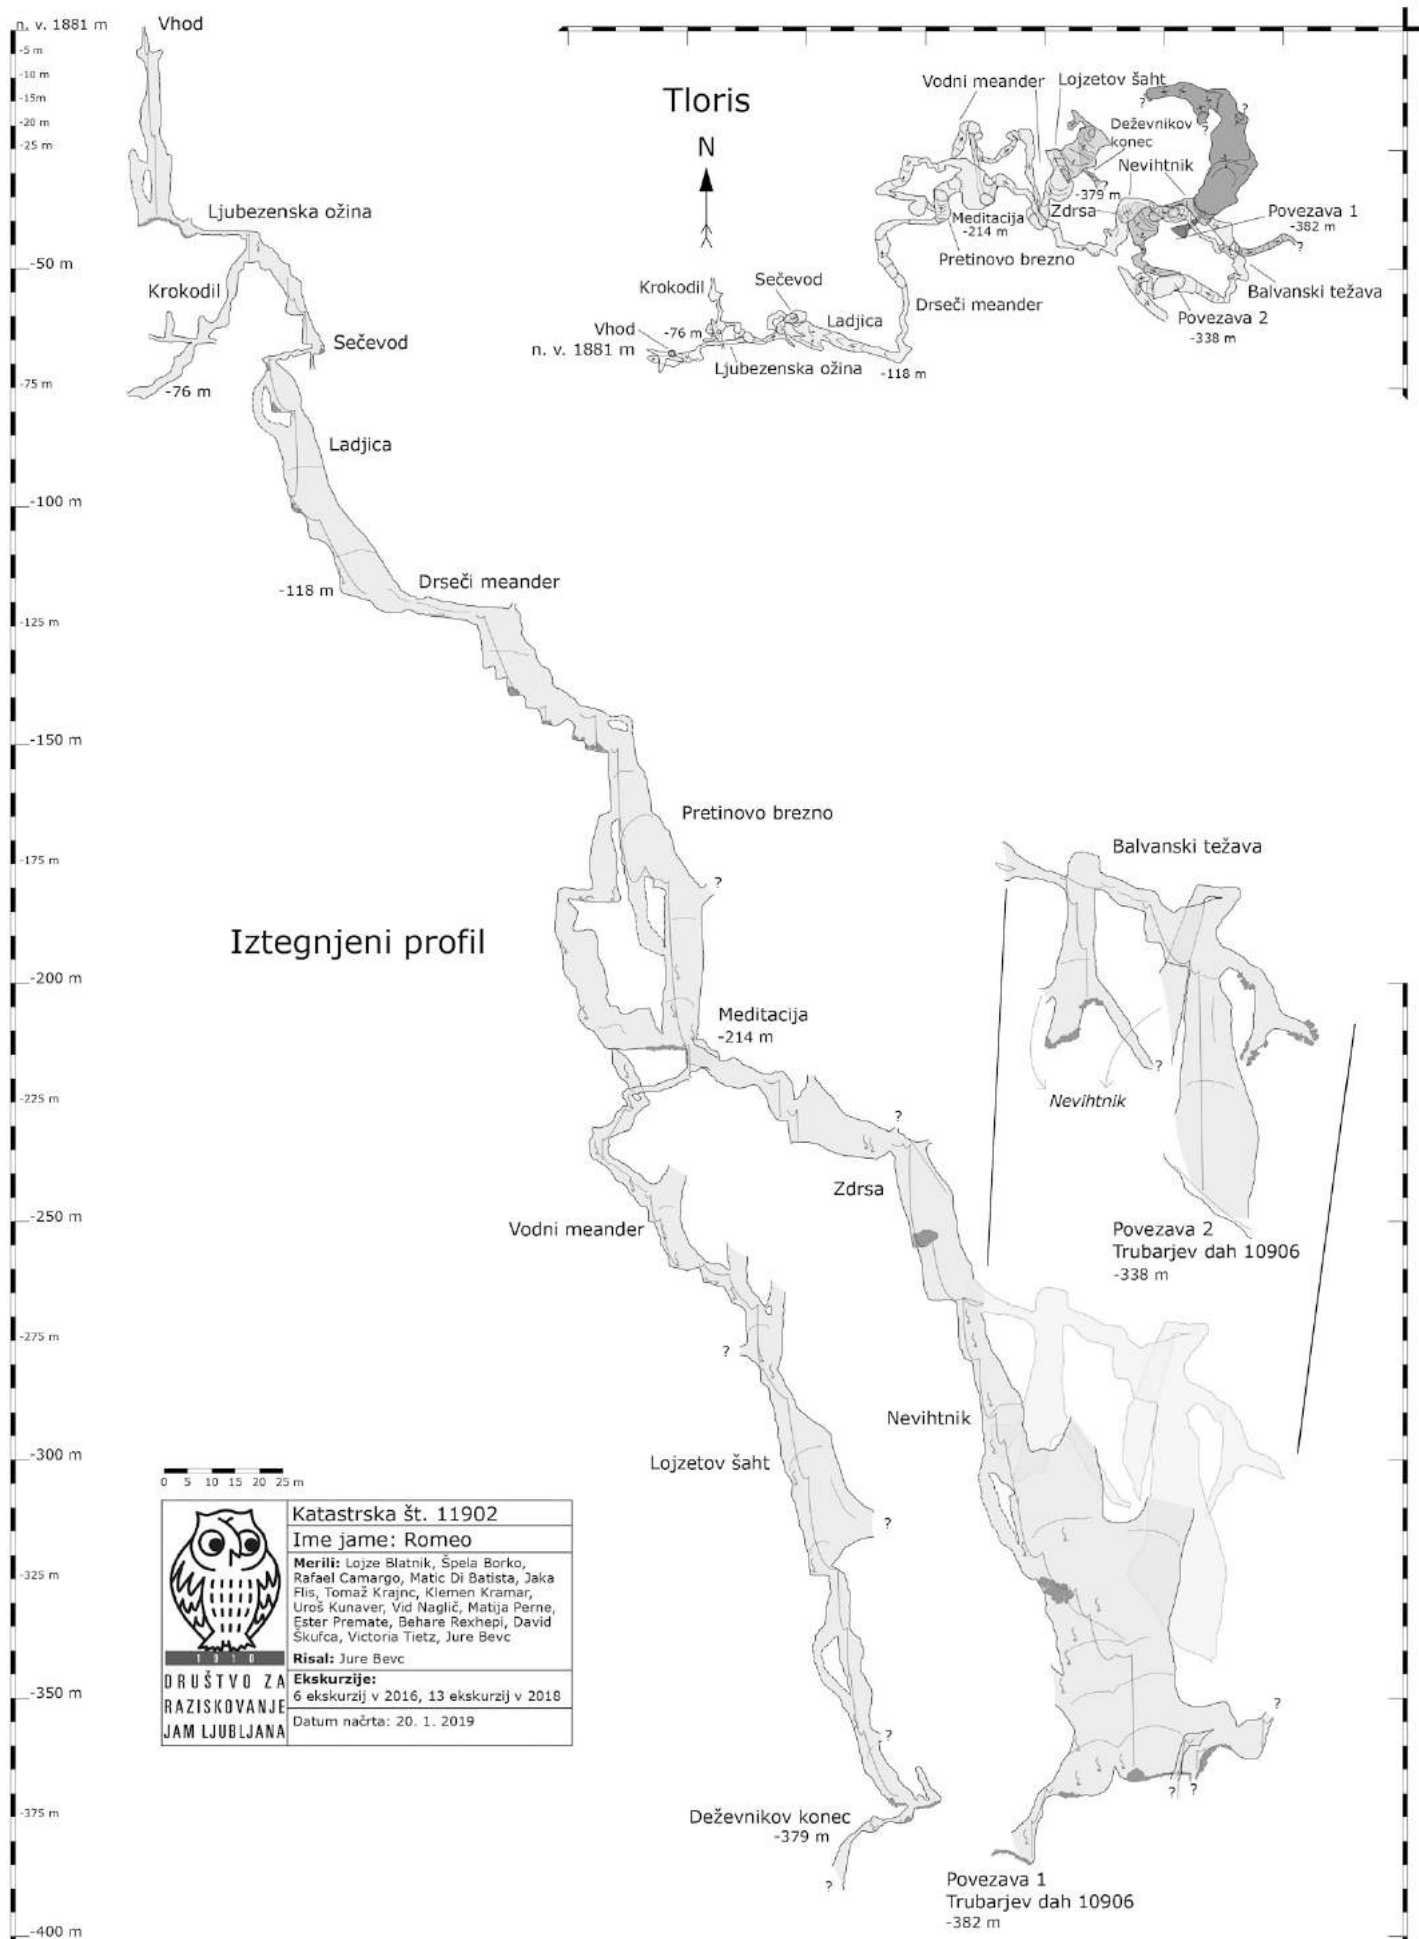 n. v. 1881 m
Vhod
-5 m
-10 m
-15m
-20 m
-25 m
Ljubezenska ožina
-50 m
Krokodil
Sečevod
-75 m
-76 m
Ladjica
-100 m
Drseči meander
-118 m
-125 m
-150 m
Pretinovo brezno
-175 m
?
Iztegnjeni profil
-200 m
Meditacija
-214 m
-225 m
?
Zdrsa
-250 m
Vodni meander
-275 m
?
Nevihtnik
-300 m
Lojzetov šaht
?
-325 m
-350 m
?
?
? ?
-375 m
Deževnikov konec
-379 m
?
Povezava 1
Trubarjev dah 10906
-382 m
-400 m
Tloris
N
Vodni meander
Lojzetov šaht
?
?
?
Deževnikov
konec
Nevihtnik
?
-379 m
Zdrsa
Meditacija
-214 m
Povezava 1
-382 m
?
Pretinovo brezno
Krokodil
Sečevod
Balvanski težava
Drseči meander
Ladjica
Povezava 2
-338 m
Vhod
n. v. 1881 m
-76 m
Ljubezenska ožina
-118 m
Balvanski težava
?
Nevihtnik
Povezava 2
Trubarjev dah 10906
-338 m
0 5 10 15 20 25 m
Katastrska št. 11902
Ime jame: Romeo
Merili: Lojze Blatnik, Špela Borko,
Rafael Camargo, Matic Di Batista, Jaka
Flis, Tomaž Krajnc, Klemen Kramar,
Uroš Kunaver, Vid Naglič, Matija Perne,
Ester Premate, Behare Rexhepi, David
Škufca, Victoria Tietz, Jure Bevc
Risal: Jure Bevc
Ekskurzije:
6 ekskurzij v 2016, 13 ekskurzij v 2018
Datum načrta: 20. 1. 2019
1 9 1 0
DRUŠTVO ZA
RAZISKOVANJE
JAM LJUBLJANA